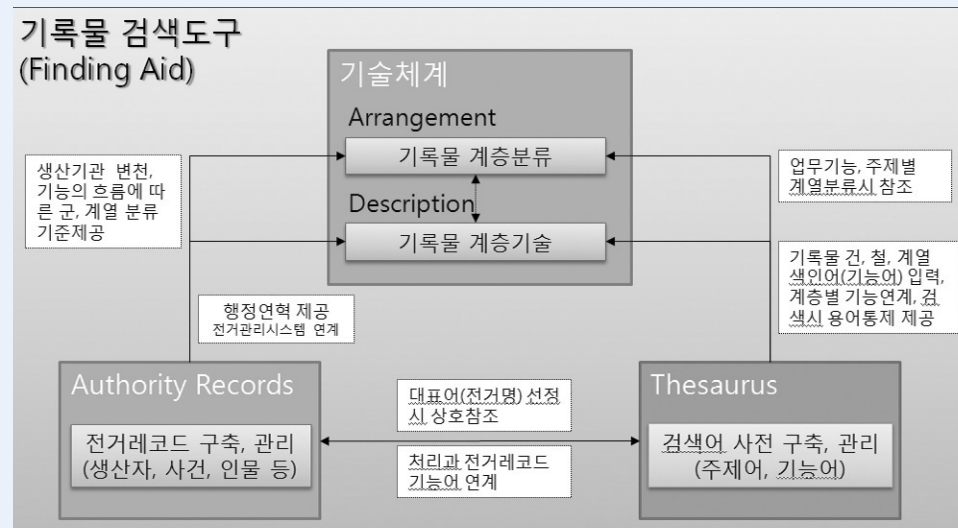 기록물 검색도구
(Finding Aid)
기술체계
Arrangement
기록물 계층분류
Description
기록물 계층기술
생산기관 변천,
기능의 흐름에 따
른 군, 계열 분류
기준제공
업무기능, 주제별
계열분류시 참조
행정연혁 제공
전거관리시스템 연계
기록물 건, 철, 계열
색인어(기능어) 입력,
계층별 기능연계, 검
색시 용어통제 제공
Authority Records
전거레코드 구축, 관리
(생산자, 사건, 인물 등)
대표어(전거명) 선정
시 상호참조
처리과 전거레코드
기능어 연계
Thesaurus
검색어 사전 구축, 관리
(주제어, 기능어)